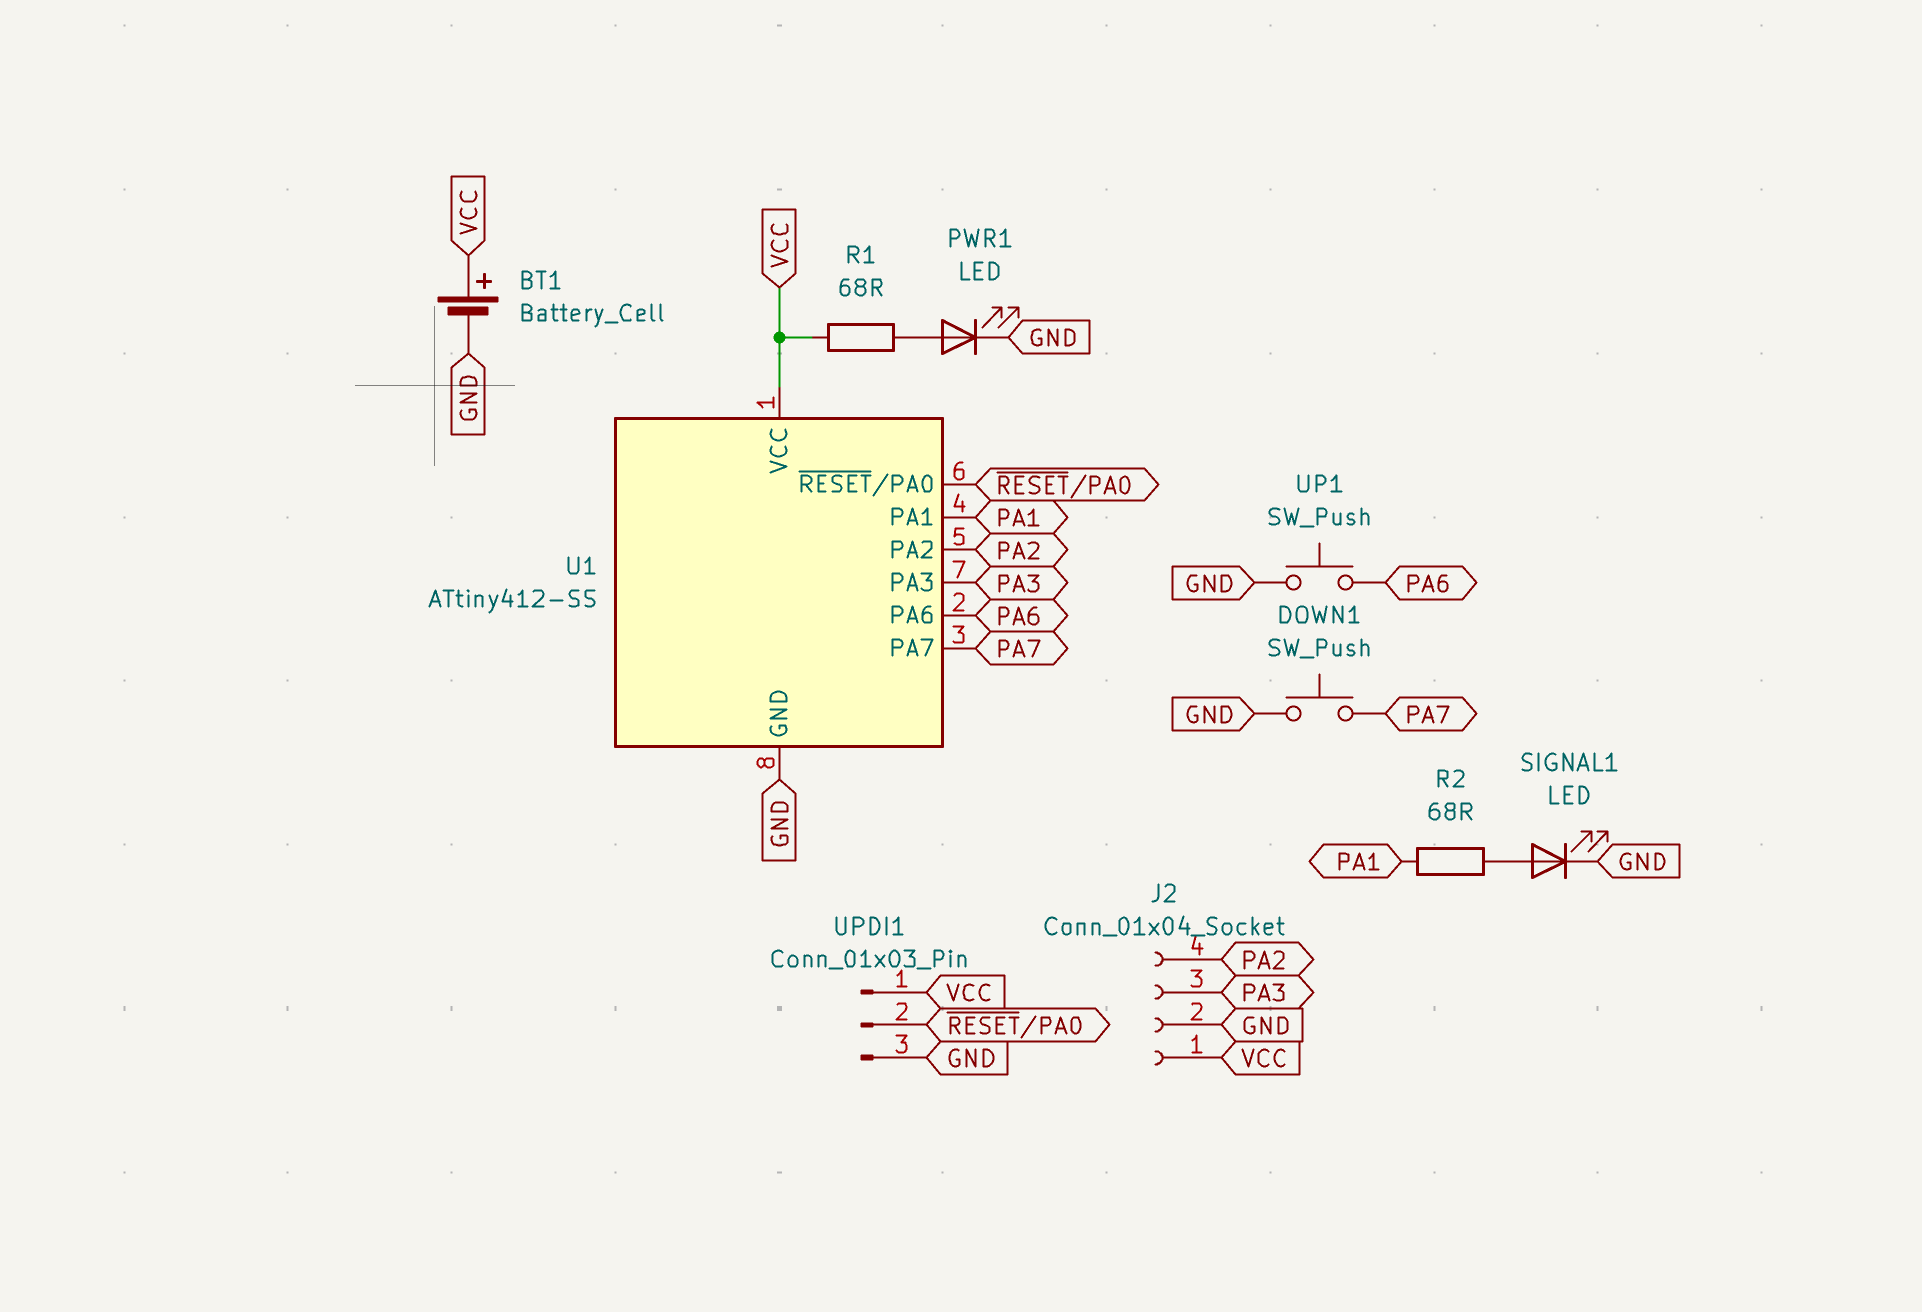 VCC
BT1
Battery_Cell
GND
VCC
R1
68R
PWR1
LED
GND
1
VCC
RESET/PA0
6
RESET/PA0
PA1
4
PA1
PA2
5
PA2
PA3
7
PA3
PA6
2
PA6
PA7
3
PA7
U1
ATtiny412-SS
GND
8
GND
UP1
SW_Push
GND
PA6
DOWN1
SW_Push
GND
PA7
SIGNAL1
LED
R2
68R
PA1
GND
UPDI1
Conn_01x03_Pin
1
VCC
2
RESET/PA0
3
GND
J2
Conn_01x04_Socket
4
PA2
3
PA3
2
GND
1
VCC